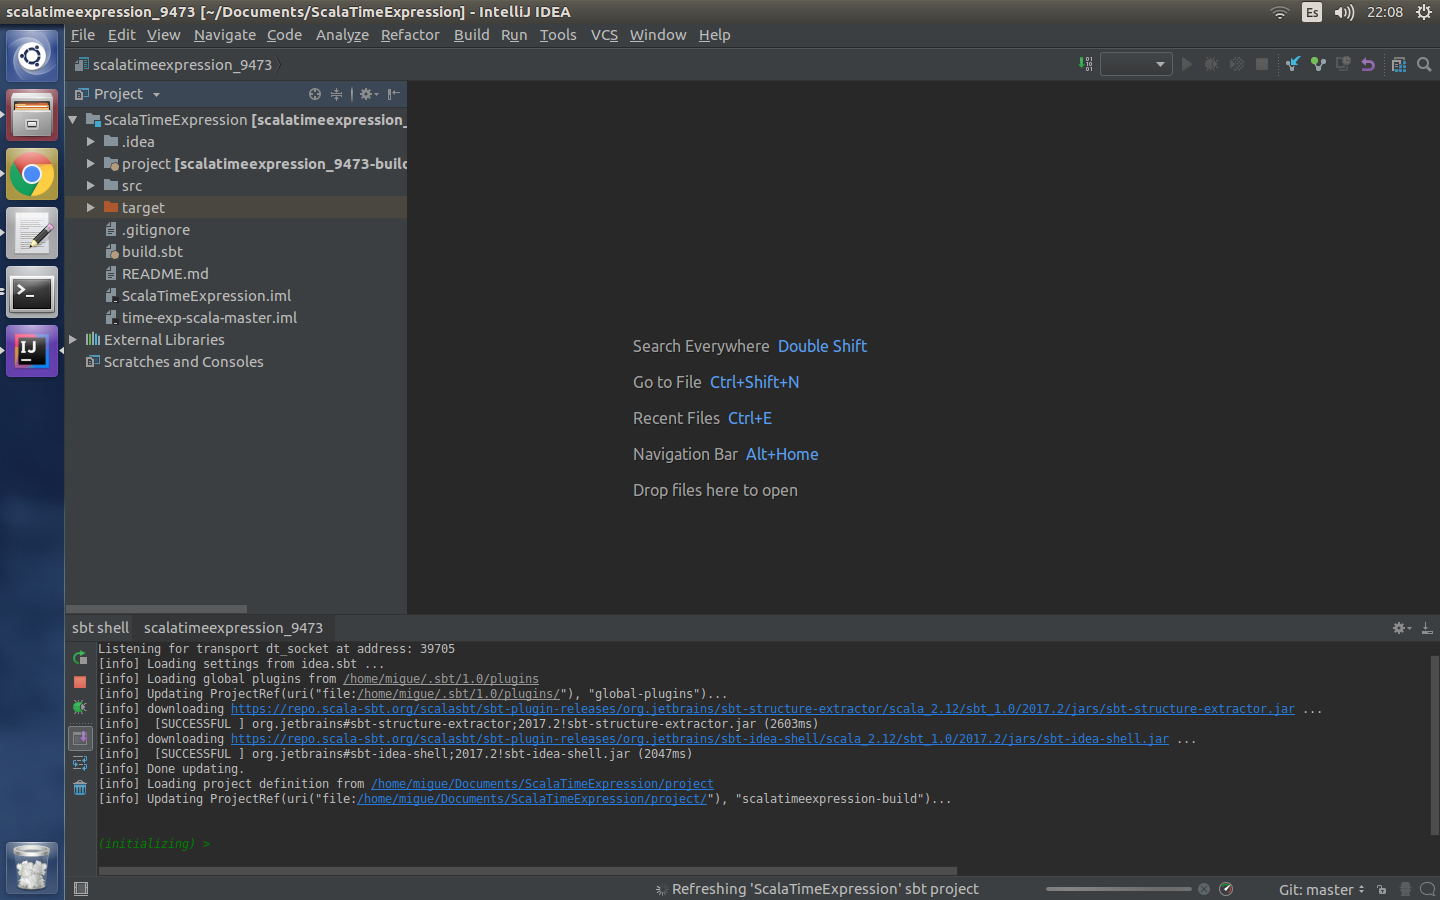 scalatimeexpression_9473 [~/Documents/ScalaTimeExpression] - IntelliJ IDEA
Es
22:08
File Edit View Navigate Code Analyze Refactor Build Run Tools VCS Window Help
scalatimeexpression_9473
Project
ScalaTimeExpression [scalatimeexpression_
.idea
project [scalatimeexpression_9473-build
src
target
.gitignore
build.sbt
README.md
ScalaTimeExpression.iml
time-exp-scala-master.iml
External Libraries
Scratches and Consoles
Search Everywhere Double Shift
Go to File Ctrl+Shift+N
Recent Files Ctrl+E
Navigation Bar Alt+Home
Drop files here to open
sbt shell scalatimeexpression_9473
Listening for transport dt_socket at address: 39705
[info] Loading settings from idea.sbt ...
[info] Loading global plugins from /home/migue/.sbt/1.0/plugins
[info] Updating ProjectRef(uri("file:/home/migue/.sbt/1.0/plugins/"), "global-plugins")...
[info] downloading https://repo.scala-sbt.org/scalasbt/sbt-plugin-releases/org.jetbrains/sbt-structure-extractor/scala_2.12/sbt_1.0/2017.2/jars/sbt-structure-extractor.jar ...
[info]  [SUCCESSFUL ] org.jetbrains#sbt-structure-extractor;2017.2!sbt-structure-extractor.jar (2603ms)
[info] downloading https://repo.scala-sbt.org/scalasbt/sbt-plugin-releases/org.jetbrains/sbt-idea-shell/scala_2.12/sbt_1.0/2017.2/jars/sbt-idea-shell.jar ...
[info]  [SUCCESSFUL ] org.jetbrains#sbt-idea-shell;2017.2!sbt-idea-shell.jar (2047ms)
[info] Done updating.
[info] Loading project definition from /home/migue/Documents/ScalaTimeExpression/project
[info] Updating ProjectRef(uri("file:/home/migue/Documents/ScalaTimeExpression/project/"), "scalatimeexpression-build")...
(initializing) >
Refreshing 'ScalaTimeExpression' sbt project
Git: master